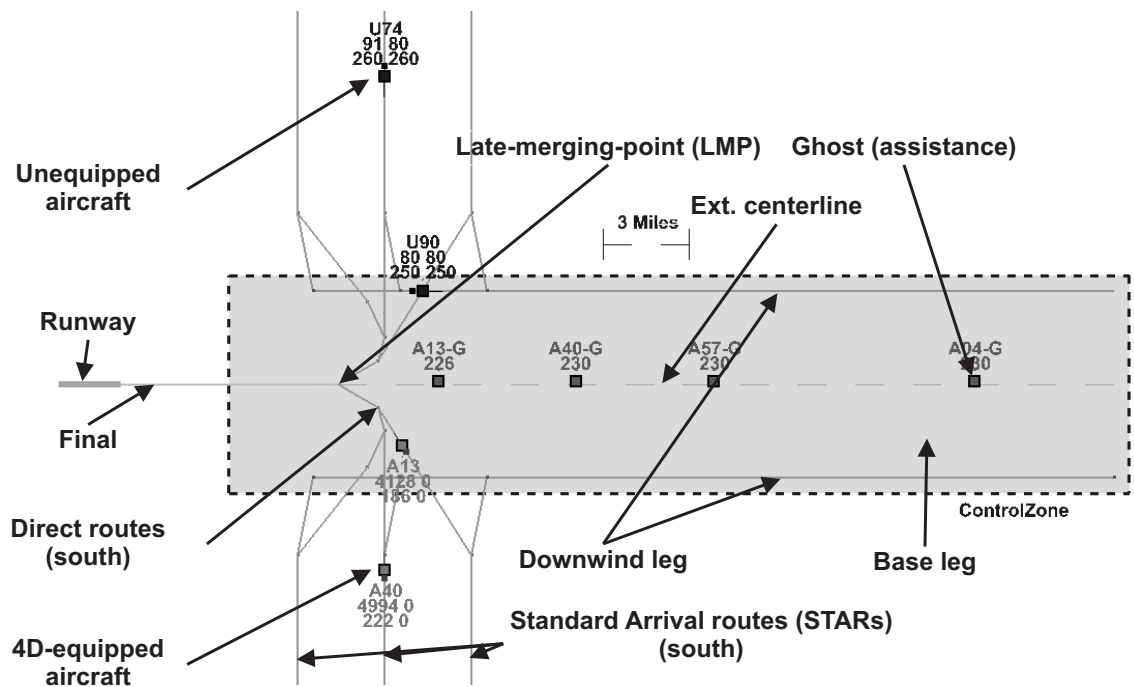 U74
91 80
260 260
Unequipped
aircraft
Late-merging-point (LMP)
Ghost (assistance)
Ext. centerline
3 Miles
U90
80 80
250 250
Runway
A13-G
226
A40-G
230
A57-G
230
A04-G
230
Final
A13
4128 0
186 0
Direct routes
(south)
ControlZone
Downwind leg
Base leg
A40
4994 0
222 0
Standard Arrival routes (STARs)
(south)
4D-equipped
aircraft